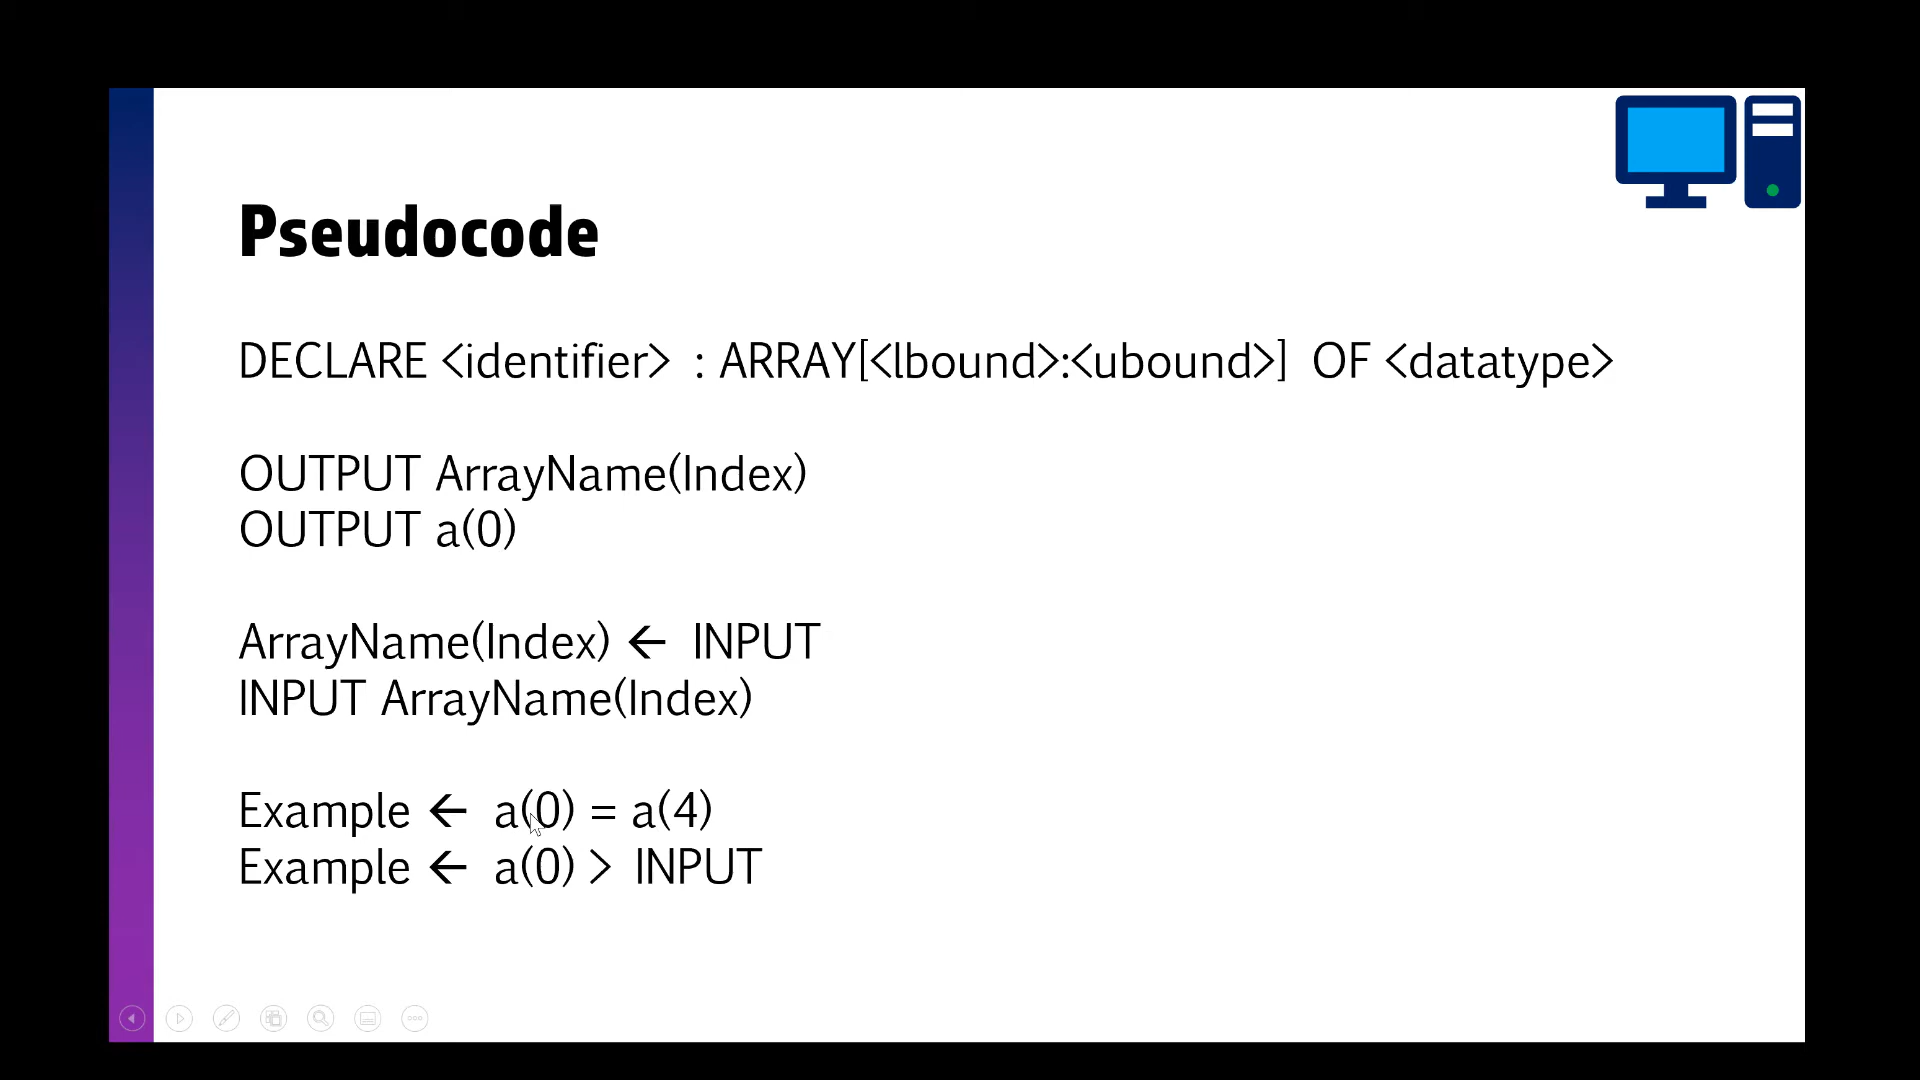 Pseudocode
DECLARE <identifier> : ARRAY[<lbound>:<ubound>] OF <datatype>
OUTPUT ArrayName(Index)
OUTPUT a(0)
ArrayName(Index) ← INPUT
INPUT ArrayName(Index)
Example ← a(0) = a(4)
Example ← a(0) > INPUT